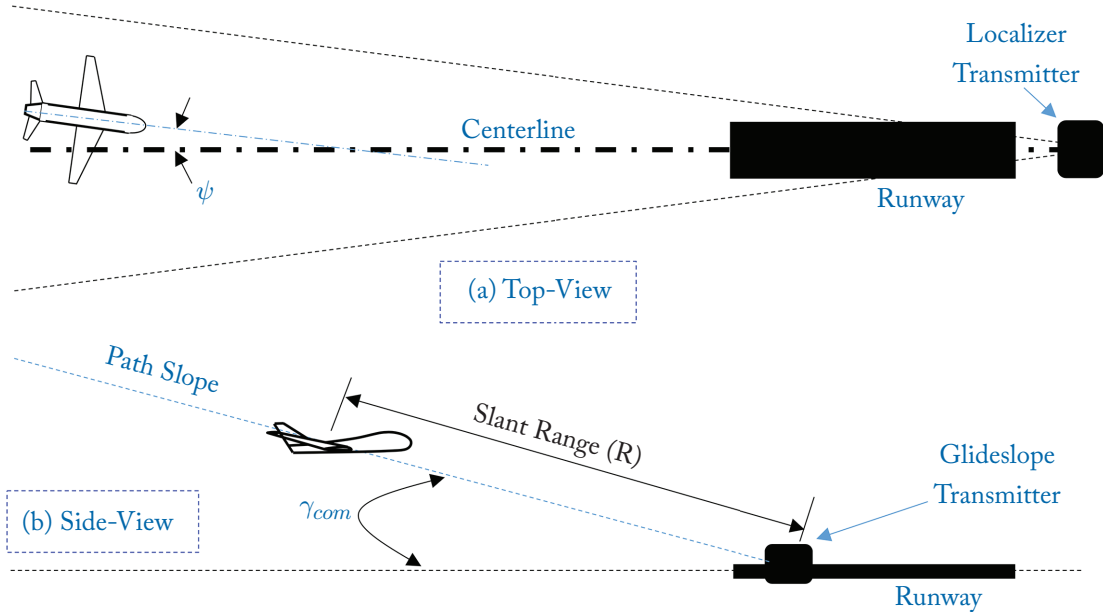 Localizer
Transmitter
Centerline
ψ
Runway
(a) Top-View
Path Slope
Slant Range (R)
Glideslope
Transmitter
γcom
(b) Side-View
Runway